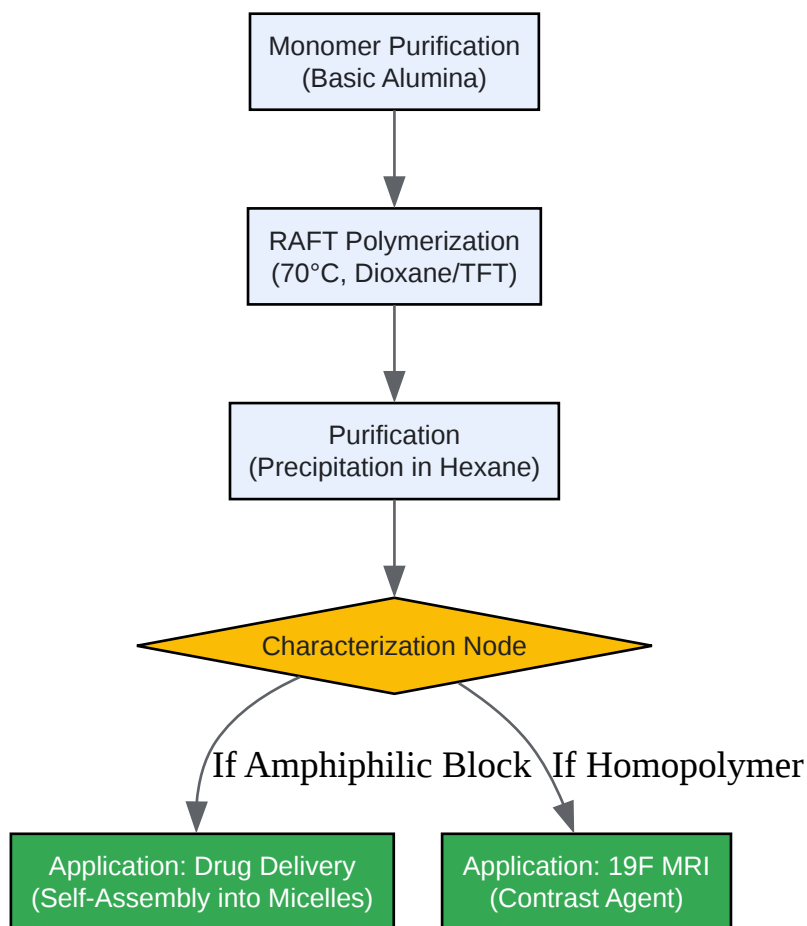 Monomer Purification
(Basic Alumina)
RAFT Polymerization
(70°C, Dioxane/TFT)
Purification
(Precipitation in Hexane)
Characterization Node
If Amphiphilic Block
If Homopolymer
Application: Drug Delivery
(Self-Assembly into Micelles)
Application: 19F MRI
(Contrast Agent)